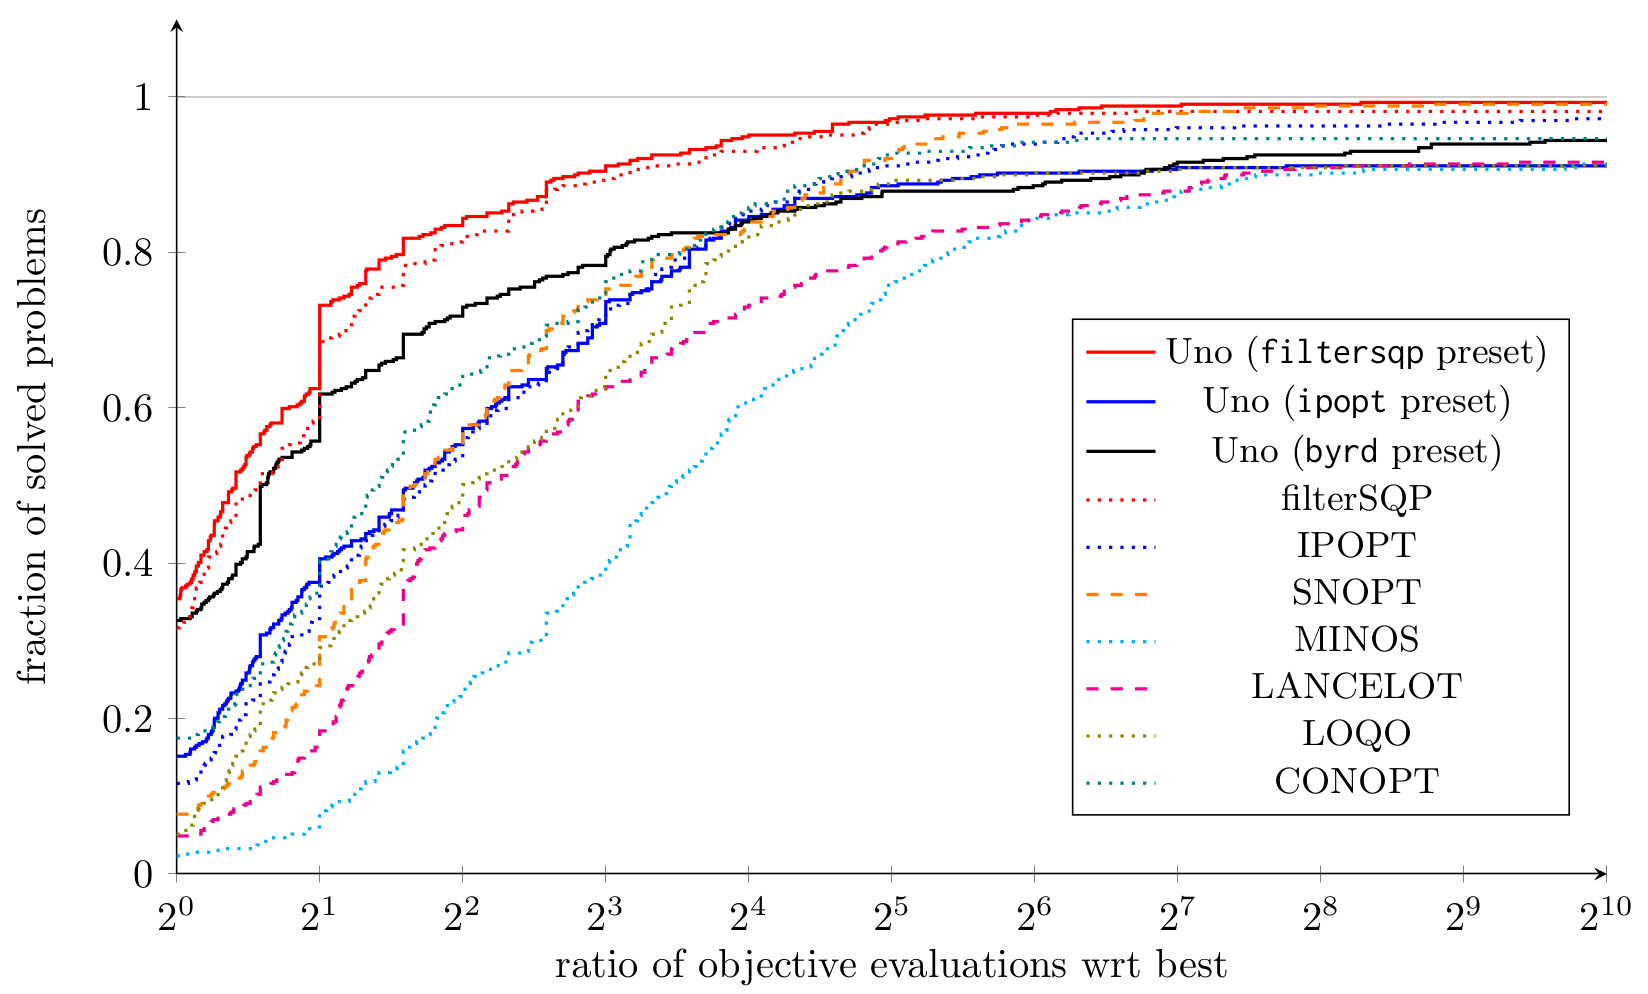 fraction of solved problems
1
0.8
0.6
0.4
0.2
0
2^0 2^1 2^2 2^3 2^4 2^5 2^6 2^7 2^8 2^9 2^10
ratio of objective evaluations wrt best
Uno (filtersqp preset)
Uno (ipopt preset)
Uno (byrd preset)
filterSQP
IPOPT
SNOPT
MINOS
LANCELOT
LOQO
CONOPT